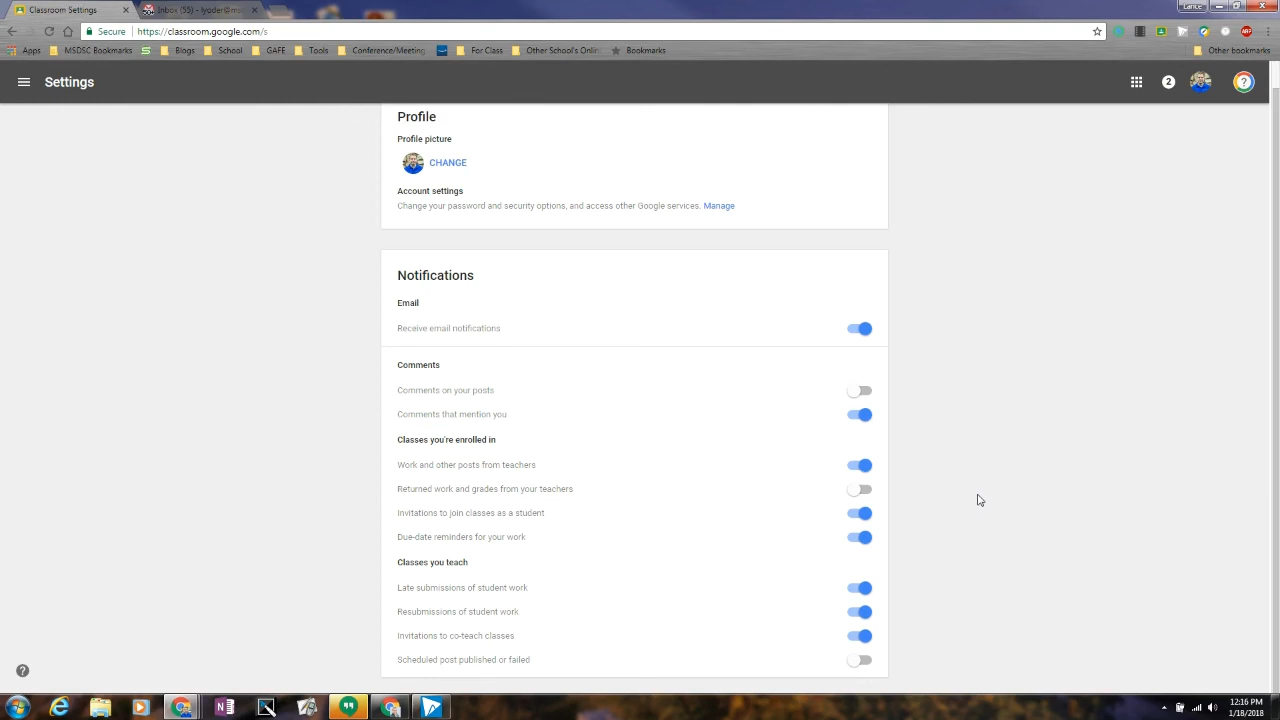 Classroom Settings
Inbox (55) - lyoder@ms
Lance
Secure https://classroom.google.com/s
Apps MSDSC Bookmarks Blogs School GAFE Tools Conference/Meeting For Class Other School's Onli Bookmarks Other bookmarks
Settings
2
?
Profile
Profile picture
CHANGE
Account settings
Change your password and security options, and access other Google services. Manage
Notifications
Email
Receive email notifications
Comments
Comments on your posts
Comments that mention you
Classes you're enrolled in
Work and other posts from teachers
Returned work and grades from your teachers
Invitations to join classes as a student
Due-date reminders for your work
Classes you teach
Late submissions of student work
Resubmissions of student work
Invitations to co-teach classes
Scheduled post published or failed
?
12:16 PM
1/18/2018